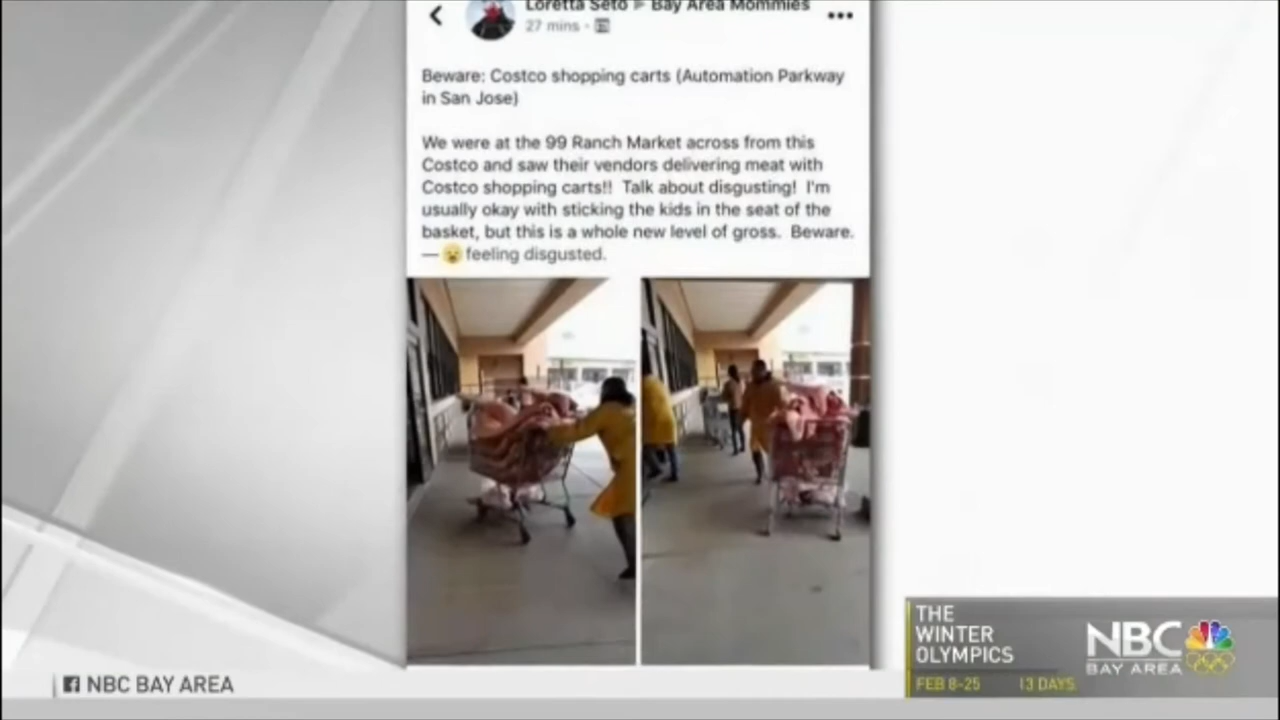 Loretta Seto ▶ Bay Area Mommies
27 mins ·
Beware: Costco shopping carts (Automation Parkway
in San Jose)
We were at the 99 Ranch Market across from this
Costco and saw their vendors delivering meat with
Costco shopping carts!!  Talk about disgusting!  I'm
usually okay with sticking the kids in the seat of the
basket, but this is a whole new level of gross.  Beware.
— 😧 feeling disgusted.
THE
WINTER
OLYMPICS
FEB 8-25 13 DAYS
NBC
BAY AREA
NBC BAY AREA